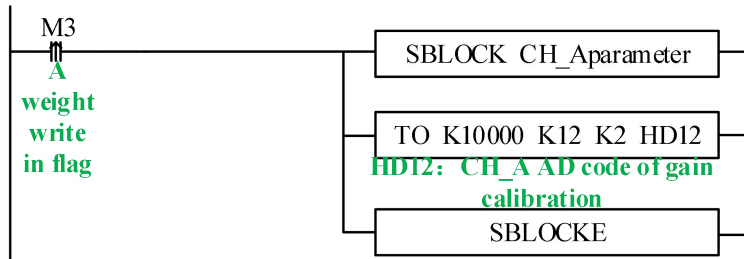 M3
A
weight
write
in flag
SBLOCK CH_Aparameter
TO K10000 K12 K2 HD12
HD12：CH_A AD code of gain
calibration
SBLOCKE